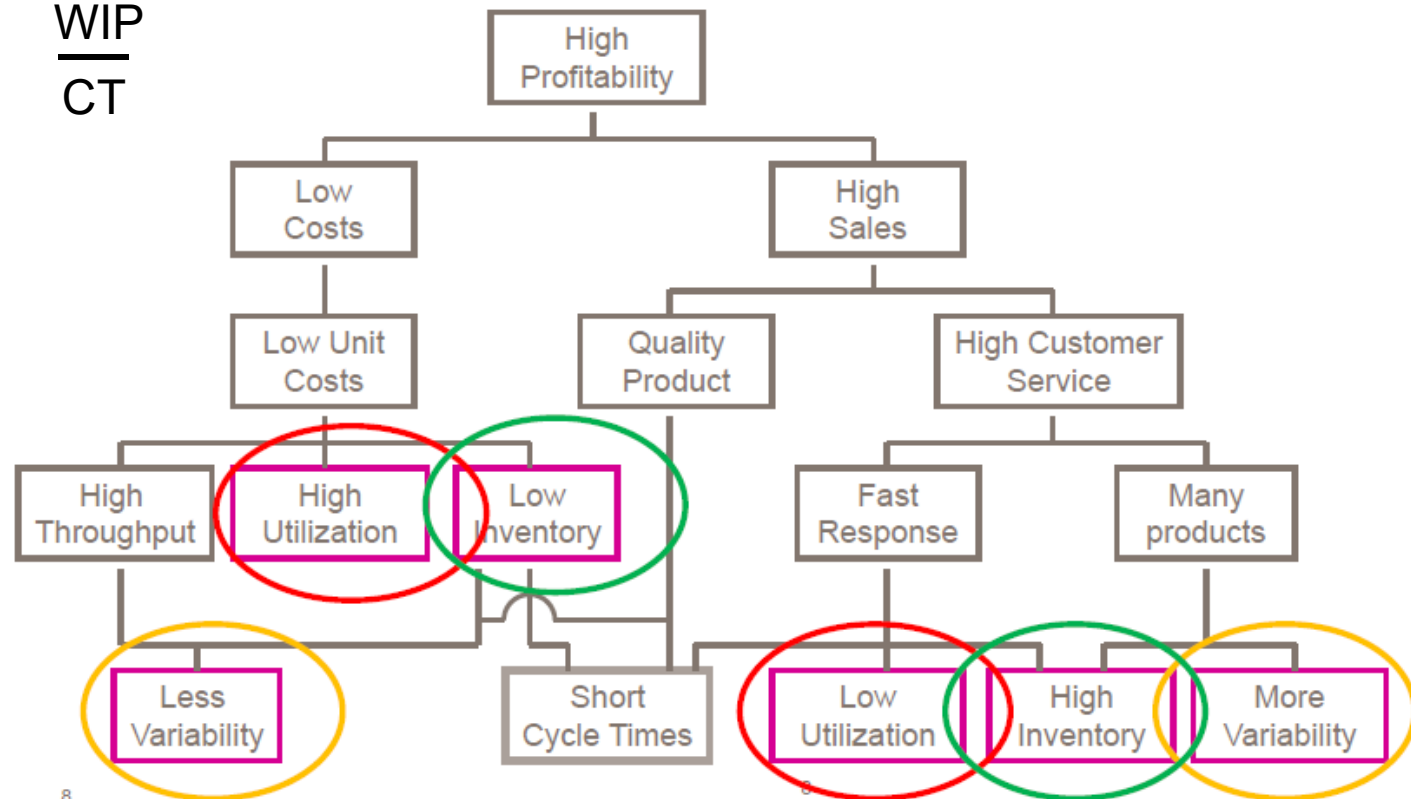 WIP
CT
High
Profitability
Low
Costs
High
Sales
Low Unit
Costs
Quality
Product
High Customer
Service
High
Throughput
High
Utilization
Low
Inventory
Fast
Response
Many
products
Less
Variability
Short
Cycle Times
Low
Utilization
High
Inventory
More
Variability
8